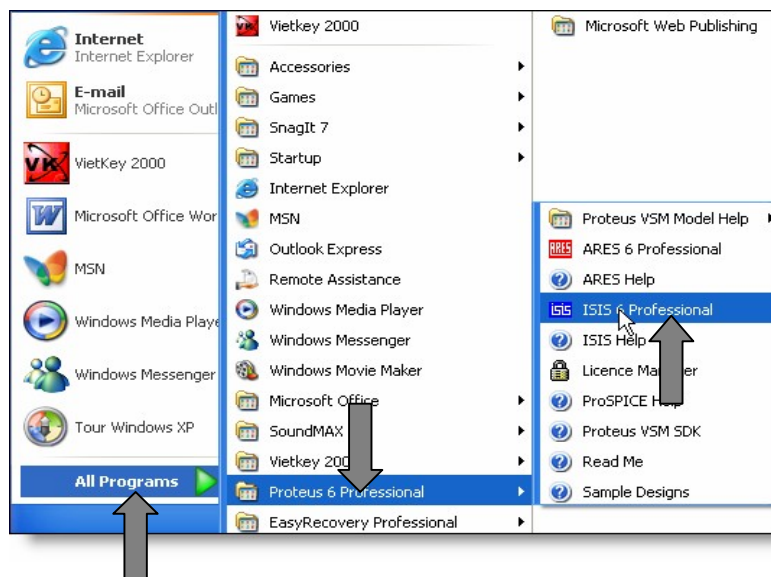 Internet
Internet Explorer
E-mail
Microsoft Office Outl
VietKey 2000
Microsoft Office Wor
MSN
Windows Media Playe
Windows Messenger
Tour Windows XP
All Programs
Vietkey 2000
Accessories
Games
SnagIt 7
Startup
Internet Explorer
MSN
Outlook Express
Remote Assistance
Windows Media Player
Windows Messenger
Windows Movie Maker
Microsoft Office
SoundMAX
Vietkey 200
Proteus 6 Professional
EasyRecovery Professional
Microsoft Web Publishing
Proteus VSM Model Help
ARES 6 Professional
ARES Help
ISIS 6 Professional
ISIS Help
Licence Manager
ProSPICE Help
Proteus VSM SDK
Read Me
Sample Designs